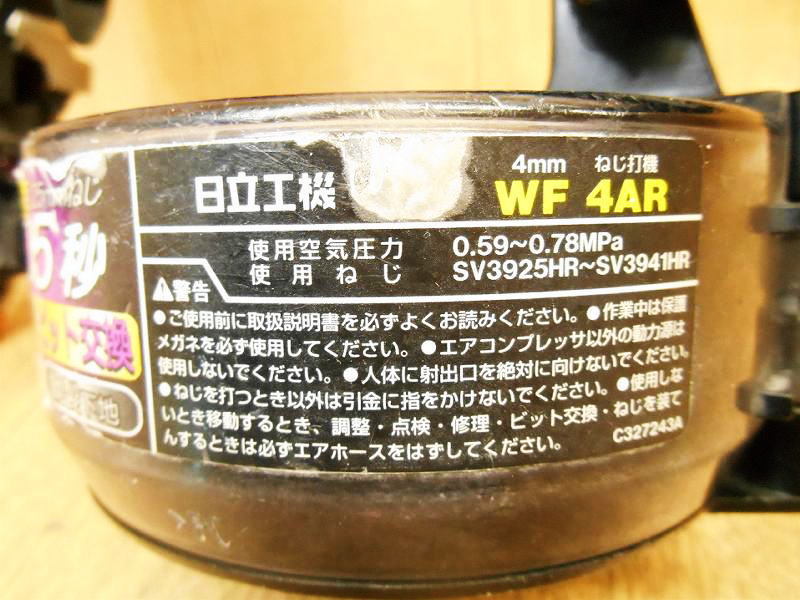 日立工機
4mm ねじ打機
WF 4AR
使用空気圧力 0.59～0.78MPa
使用ねじ SV3925HR～SV3941HR
警告
●ご使用前に取扱説明書を必ずよくお読みください。●作業中は保護
メガネを必ず使用してください。●エアコンプレッサ以外の動力源は
使用しないでください。●人体に射出口を絶対に向けないでください。
●ねじを打つとき以外は引金に指をかけないでください。●使用しな
いとき移動するとき、調整・点検・修理・ビット交換・ねじを装て
んするときは必ずエアホースをはずしてください。
C327243A
ねじ
5秒
ビット交換
下地